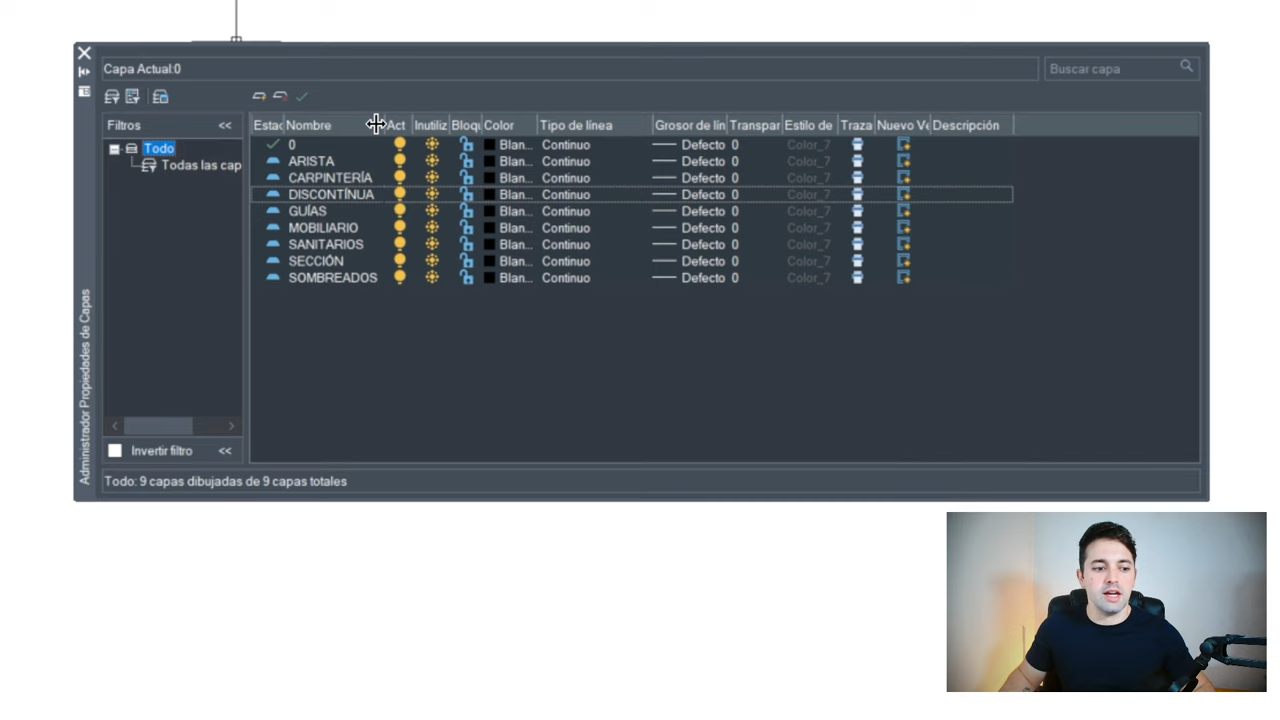 Capa Actual:0
Buscar capa
Filtros <<
Todo
Todas las cap
Invertir filtro <<
Estac Nombre Act Inutiliz Bloqu Color Tipo de línea Grosor de lín Transpar Estilo de Traza Nuevo Ve Descripción
0 Blan... Continuo Defecto 0 Color_7
ARISTA Blan... Continuo Defecto 0 Color_7
CARPINTERÍA Blan... Continuo Defecto 0 Color_7
DISCONTÍNUA Blan... Continuo Defecto 0 Color_7
GUÍAS Blan... Continuo Defecto 0 Color_7
MOBILIARIO Blan... Continuo Defecto 0 Color_7
SANITARIOS Blan... Continuo Defecto 0 Color_7
SECCIÓN Blan... Continuo Defecto 0 Color_7
SOMBREADOS Blan... Continuo Defecto 0 Color_7
Todo: 9 capas dibujadas de 9 capas totales
Administrador Propiedades de Capas